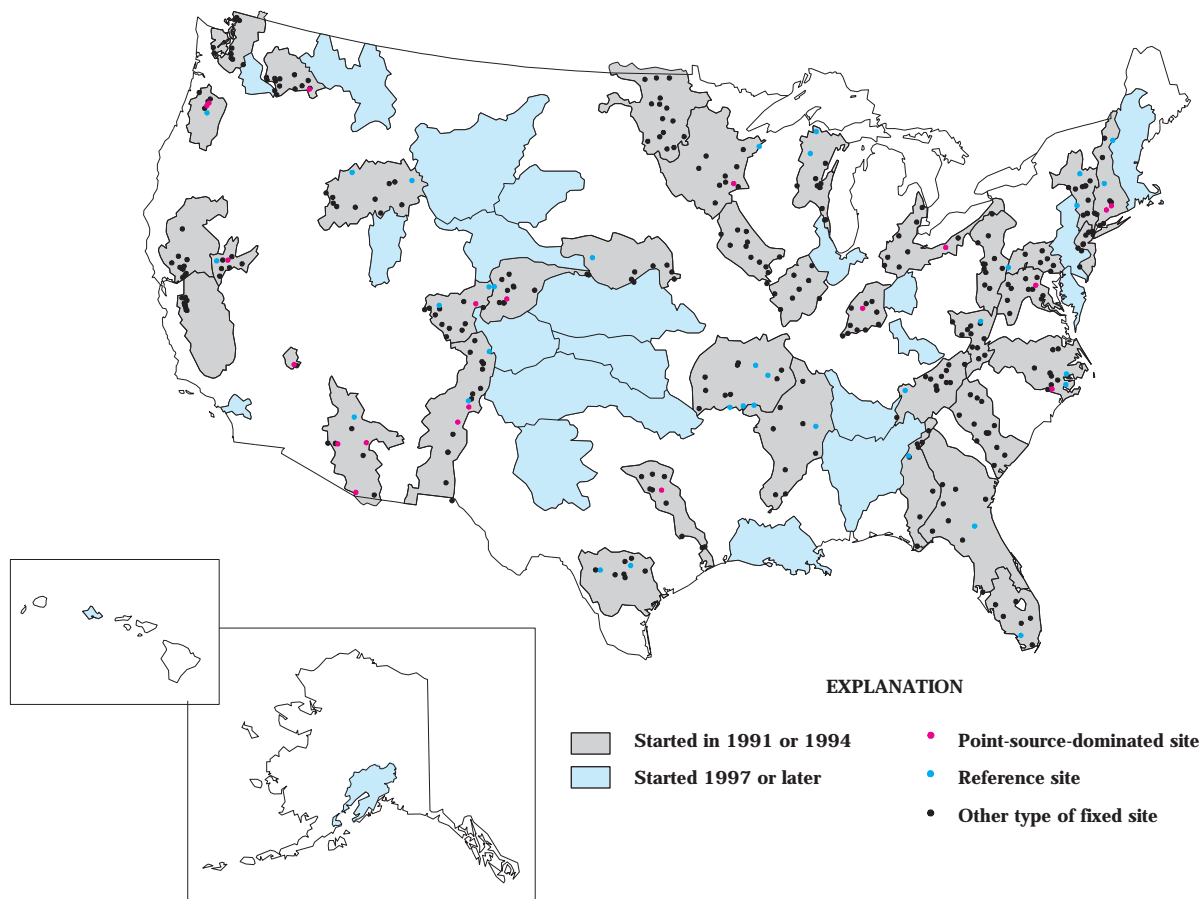 EXPLANATION
Started in 1991 or 1994
Started 1997 or later
Point-source-dominated site
Reference site
Other type of fixed site